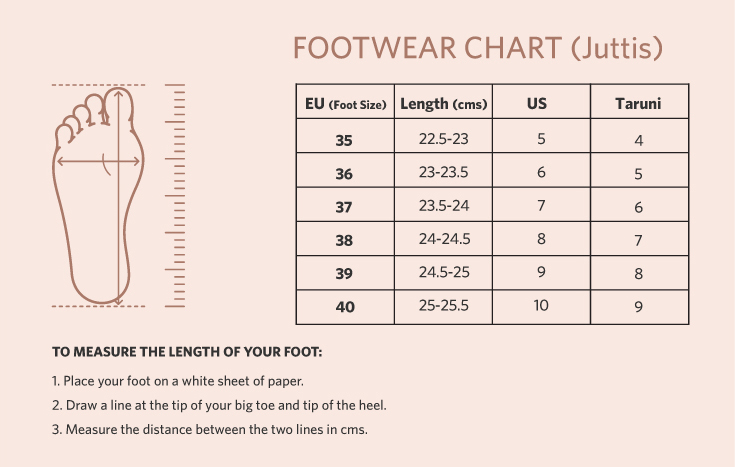 FOOTWEAR CHART (Juttis)
EU (Foot Size) Length (cms) US Taruni
35 22.5-23 5 4
36 23-23.5 6 5
37 23.5-24 7 6
38 24-24.5 8 7
39 24.5-25 9 8
40 25-25.5 10 9
TO MEASURE THE LENGTH OF YOUR FOOT:
1. Place your foot on a white sheet of paper.
2. Draw a line at the tip of your big toe and tip of the heel.
3. Measure the distance between the two lines in cms.